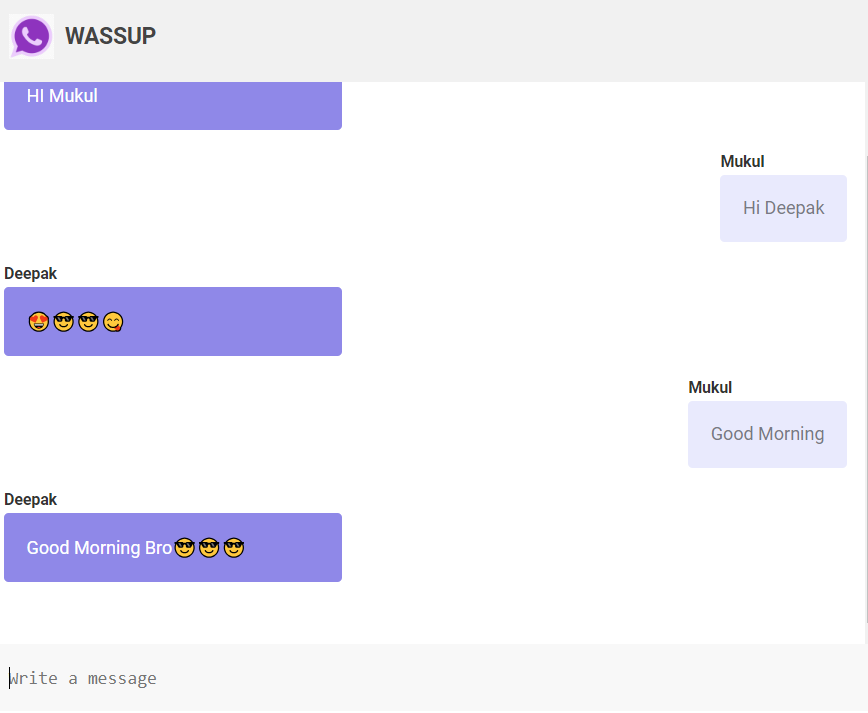 WASSUP
HI Mukul
Mukul
Hi Deepak
Deepak
😍😎😎😋
Mukul
Good Morning
Deepak
Good Morning Bro😎😎😎
Write a message